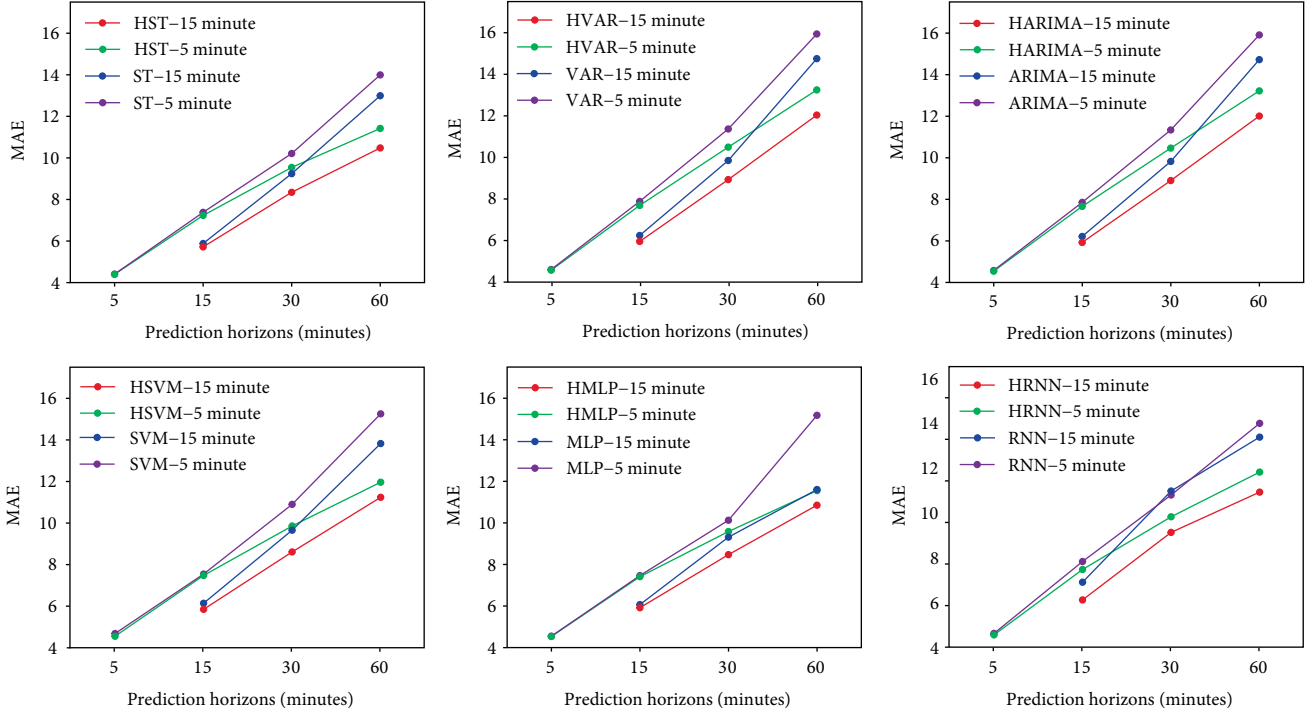 16
14
12
10
8
6
4
MAE
HST−15 minute
HST−5 minute
ST−15 minute
ST−5 minute
5 15 30 60
Prediction horizons (minutes)
16
14
12
10
8
6
4
MAE
HVAR−15 minute
HVAR−5 minute
VAR−15 minute
VAR−5 minute
5 15 30 60
Prediction horizons (minutes)
16
14
12
10
8
6
4
MAE
HARIMA−15 minute
HARIMA−5 minute
ARIMA−15 minute
ARIMA−5 minute
5 15 30 60
Prediction horizons (minutes)
16
14
12
10
8
6
4
MAE
HSVM−15 minute
HSVM−5 minute
SVM−15 minute
SVM−5 minute
5 15 30 60
Prediction horizons (minutes)
16
14
12
10
8
6
4
MAE
HMLP−15 minute
HMLP−5 minute
MLP−15 minute
MLP−5 minute
5 15 30 60
Prediction horizons (minutes)
16
14
12
10
8
6
4
MAE
HRNN−15 minute
HRNN−5 minute
RNN−15 minute
RNN−5 minute
5 15 30 60
Prediction horizons (minutes)